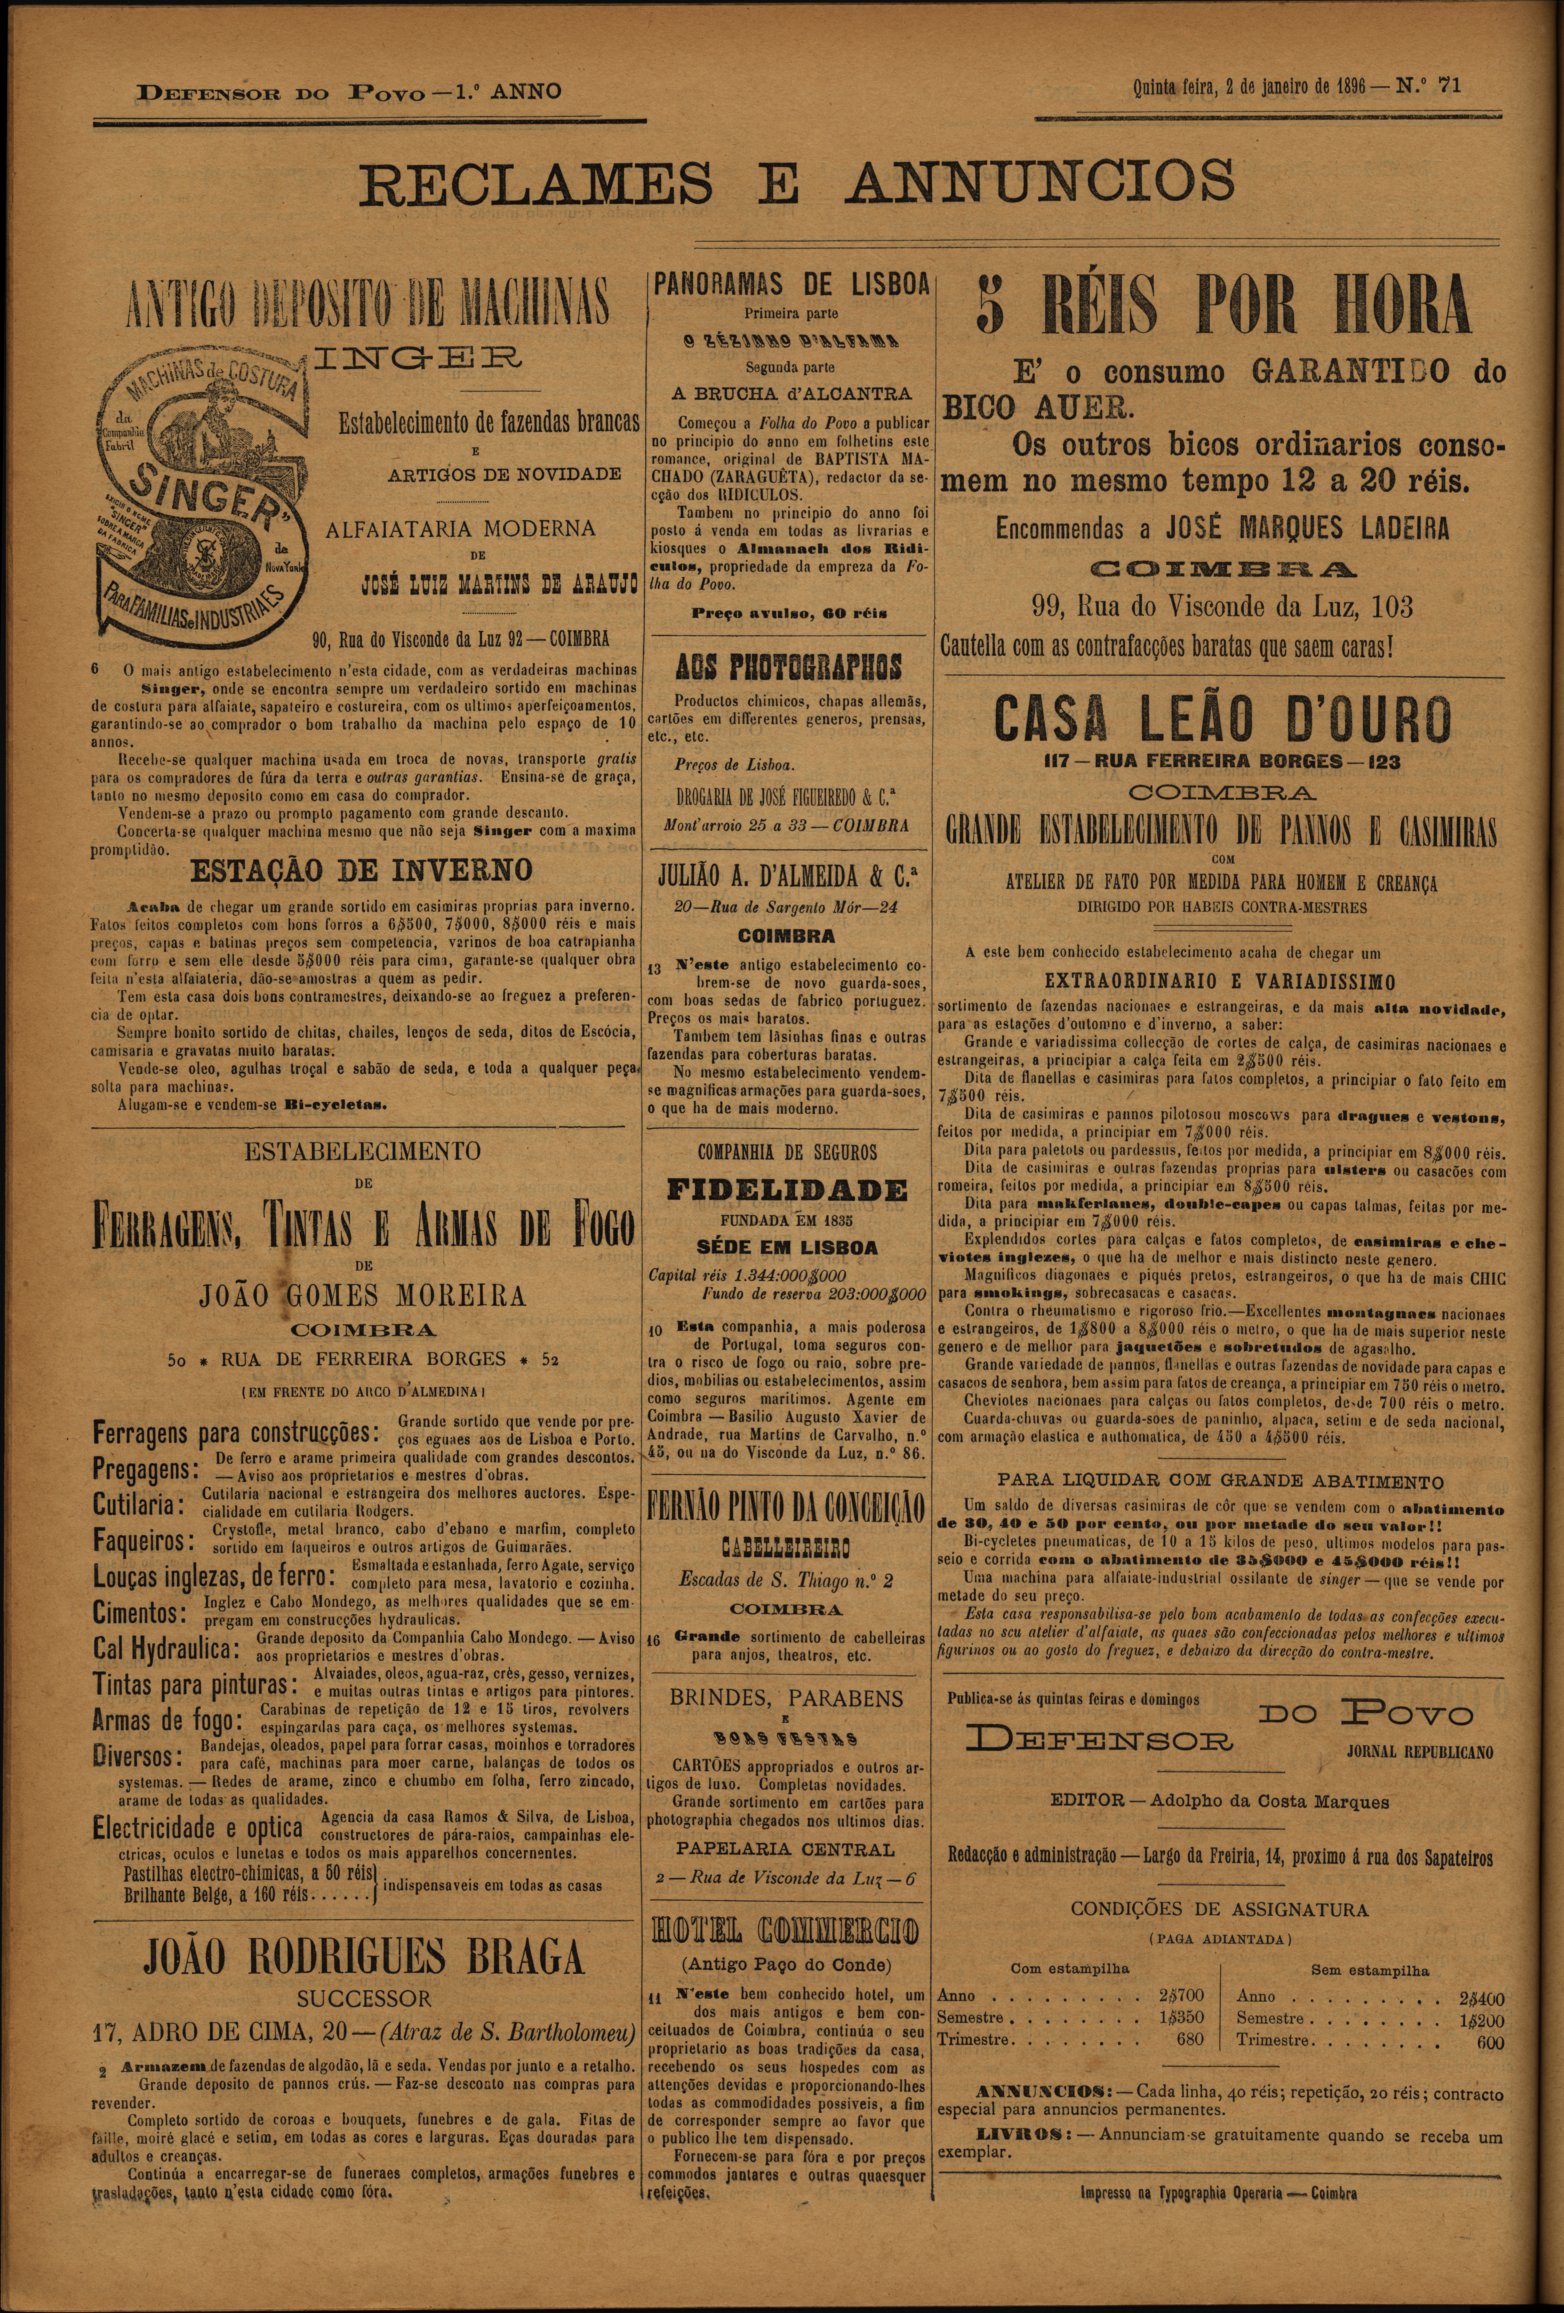 DEFENSOR DO POVO — 1.º ANNO
Quinta feira, 2 de janeiro de 1896 — N.º 71
RECLAMES E ANNUNCIOS
ANTIGO DEPOSITO DE MACHINAS
INGER
MACHINAS de COSTURA
da
Companhia
Fabril
"SINGER"
EXIGIR O NOME
"SINGER"
SOBRE A MARCA
DA FABRICA
de
Nova York
PARA FAMILIAS e INDUSTRIAES
Estabelecimento de fazendas brancas
E
ARTIGOS DE NOVIDADE
ALFAIATARIA MODERNA
DE
JOSÉ LUIZ MARTINS DE ARAUJO
90, Rua do Visconde da Luz 92 — COIMBRA
6 O mais antigo estabelecimento n'esta cidade, com as verdadeiras machinas
Singer, onde se encontra sempre um verdadeiro sortido em machinas
de costura para alfaiate, sapateiro e costureira, com os ultimos aperfeiçoamentos,
garantindo-se ao comprador o bom trabalho da machina pelo espaço de 10
annos.
Recebe-se qualquer machina usada em troca de novas, transporte gratis
para os compradores de fúra da terra e outras garantias. Ensina-se de graça,
tanto no mesmo deposito como em casa do comprador.
Vendem-se a prazo ou prompto pagamento com grande descanto.
Concerta-se qualquer machina mesmo que não seja Singer com a maxima
promptidão.
ESTAÇÃO DE INVERNO
Acaba de chegar um grande sortido em casimiras proprias para inverno.
Fatos feitos completos com bons forros a 6$500, 7$000, 8$000 réis e mais
preços, capas e batinas preços sem competencia, varinos de boa catrapianha
com forro e sem elle desde 5$000 réis para cima, garante-se qualquer obra
feita n'esta alfaiateria, dão-se amostras a quem as pedir.
Tem esta casa dois bons contramestres, deixando-se ao freguez a preferen-
cia de optar.
Sempre bonito sortido de chitas, chailes, lenços de seda, ditos de Escócia,
camisaria e gravatas muito baratas.
Vende-se oleo, agulhas troçal e sabão de seda, e toda a qualquer peça
solta para machinas.
Alugam-se e vendem-se Bi-cycletas.
ESTABELECIMENTO
DE
FERRAGENS, TINTAS E ARMAS DE FOGO
DE
JOÃO GOMES MOREIRA
COIMBRA
50 * RUA DE FERREIRA BORGES * 52
(EM FRENTE DO ARCO D'ALMEDINA)
Ferragens para construcções: Grande sortido que vende por pre-
ços eguaes aos de Lisboa e Porto.
Pregagens: De ferro e arame primeira qualidade com grandes descontos.
— Aviso aos proprietarios e mestres d'obras.
Cutilaria: Cutilaria nacional e estrangeira dos melhores auctores. Espe-
cialidade em cutilaria Rodgers.
Faqueiros: Crystofle, metal branco, cabo d'ebano e marfim, completo
sortido em faqueiros e outros artigos de Guimarães.
Louças inglezas, de ferro: Esmaltada e estanhada, ferro Agate, serviço
completo para mesa, lavatorio e cozinha.
Cimentos: Inglez e Cabo Mondego, as melhores qualidades que se em-
pregam em construcções hydraulicas.
Cal Hydraulica: Grande deposito da Companhia Cabo Mondego. — Aviso
aos proprietarios e mestres d'obras.
Tintas para pinturas: Alvaiades, oleos, agua-raz, crés, gesso, vernizes,
e muitas outras tintas e artigos para pintores.
Armas de fogo: Carabinas de repetição de 12 e 15 tiros, revolvers
espingardas para caça, os melhores systemas.
Diversos: Bandejas, oleados, papel para forrar casas, moinhos e torradores
para café, machinas para moer carne, balanças de todos os
systemas. — Redes de arame, zinco e chumbo em folha, ferro zincado,
arame de todas as qualidades.
Electricidade e optica Agencia da casa Ramos & Silva, de Lisboa,
constructores de pára-raios, campainhas ele-
ctricas, oculos e lunetas e todos os mais apparelhos concernentes.
Pastilhas electro-chimicas, a 50 réis
Brilhante Belge, a 160 réis...... } indispensaveis em todas as casas
JOÃO RODRIGUES BRAGA
SUCCESSOR
17, ADRO DE CIMA, 20 — (Atraz de S. Bartholomeu)
2 Armazem de fazendas de algodão, lã e seda. Vendas por junto e a retalho.
Grande deposito de pannos crús. — Faz-se desconto nas compras para
revender.
Completo sortido de coroas e bouquets, funebres e de gala. Fitas de
faille, moiré glacé e setim, em todas as cores e larguras. Eças douradas para
adultos e creanças.
Continúa a encarregar-se de funeraes completos, armações funebres e
trasladações, tanto n'esta cidade como fóra.
PANORAMAS DE LISBOA
Primeira parte
O ZÉZINHO D'ALFAMA
Segunda parte
A BRUCHA d'ALCANTRA
Começou a Folha do Povo a publicar
no principio do anno em folhetins este
romance, original de BAPTISTA MA-
CHADO (ZARAGUÊTA), redactor da se-
cção dos RIDICULOS.
Tambem no principio do anno foi
posto á venda em todas as livrarias e
kiosques o Almanach dos Ridi-
culos, propriedade da empreza da Fo-
lha do Povo.
Preço avulso, 60 réis
AOS PHOTOGRAPHOS
Productos chimicos, chapas allemãs,
cartões em differentes generos, prensas,
etc., etc.
Preços de Lisboa.
DROGARIA DE JOSÉ FIGUEIREDO & C.ª
Mont'arroio 25 a 33 — COIMBRA
JULIÃO A. D'ALMEIDA & C.ª
20—Rua de Sargento Mór—24
COIMBRA
13 N'este antigo estabelecimento co-
brem-se de novo guarda-soes,
com boas sedas de fabrico portuguez.
Preços os mais baratos.
Tambem tem lãsinhas finas e outras
fazendas para coberturas baratas.
No mesmo estabelecimento vendem-
se magnificas armações para guarda-soes,
o que ha de mais moderno.
COMPANHIA DE SEGUROS
FIDELIDADE
FUNDADA EM 1835
SÉDE EM LISBOA
Capital réis 1.344:000$000
Fundo de reserva 203:000$000
10 Esta companhia, a mais poderosa
de Portugal, toma seguros con-
tra o risco de fogo ou raio, sobre pre-
dios, mobilias ou estabelecimentos, assim
como seguros maritimos. Agente em
Coimbra — Basilio Augusto Xavier de
Andrade, rua Martins de Carvalho, n.º
45, ou na do Visconde da Luz, n.º 86.
FERNÃO PINTO DA CONCEIÇÃO
CABELLEIREIRO
Escadas de S. Thiago n.º 2
COIMBRA
16 Grande sortimento de cabelleiras
para anjos, theatros, etc.
BRINDES, PARABENS
E
BOAS FESTAS
CARTÕES appropriados e outros ar-
tigos de luxo. Completas novidades.
Grande sortimento em cartões para
photographia chegados nos ultimos dias.
PAPELARIA CENTRAL
2 — Rua de Visconde da Luz — 6
HOTEL COMMERCIO
(Antigo Paço do Conde)
11 N'este bem conhecido hotel, um
dos mais antigos e bem con-
ceituados de Coimbra, continúa o seu
proprietario as boas tradições da casa,
recebendo os seus hospedes com as
attenções devidas e proporcionando-lhes
todas as commodidades possiveis, a fim
de corresponder sempre ao favor que
o publico lhe tem dispensado.
Fornecem-se para fóra e por preços
commodos jantares e outras quaesquer
refeições.
5 RÉIS POR HORA
E' o consumo GARANTIDO do
BICO AUER.
Os outros bicos ordinarios conso-
mem no mesmo tempo 12 a 20 réis.
Encommendas a JOSÉ MARQUES LADEIRA
COIMBRA
99, Rua do Visconde da Luz, 103
Cautella com as contrafacções baratas que saem caras!
CASA LEÃO D'OURO
117 — RUA FERREIRA BORGES — 123
COIMBRA
GRANDE ESTABELECIMENTO DE PANNOS E CASIMIRAS
COM
ATELIER DE FATO POR MEDIDA PARA HOMEM E CREANÇA
DIRIGIDO POR HABEIS CONTRA-MESTRES
A este bem conhecido estabelecimento acaba de chegar um
EXTRAORDINARIO E VARIADISSIMO
sortimento de fazendas nacionaes e estrangeiras, e da mais alta novidade,
para as estações d'outomno e d'inverno, a saber:
Grande e variadissima collecção de cortes de calça, de casimiras nacionaes e
estrangeiras, a principiar a calça feita em 2$500 réis.
Dita de flanellas e casimiras para fatos completos, a principiar o fato feito em
7$500 réis.
Dita de casimiras e pannos pilotosou moscows para dragues e vestons,
feitos por medida, a principiar em 7$000 réis.
Dita para paletots ou pardessus, feitos por medida, a principiar em 8$000 réis.
Dita de casimiras e outras fazendas proprias para ulsters ou casacões com
romeira, feitos por medida, a principiar em 8$500 réis.
Dita para makferlanes, double-capes ou capas talmas, feitas por me-
dida, a principiar em 7$000 réis.
Explendidos cortes para calças e fatos completos, de casimiras e che-
viotes inglezes, o que ha de melhor e mais distincto neste genero.
Magnificos diagonaes e piqués pretos, estrangeiros, o que ha de mais CHIC
para smokings, sobrecasacas e casacas.
Contra o rheumatismo e rigoroso frio.—Excellentes montagnacs nacionaes
e estrangeiros, de 1$800 a 8$000 réis o metro, o que ha de mais superior neste
genero e de melhor para jaquetões e sobretudos de agasalho.
Grande variedade de pannos, flanellas e outras fazendas de novidade para capas e
casacos de senhora, bem assim para fatos de creança, a principiar em 750 réis o metro.
Cheviotes nacionaes para calças ou fatos completos, desde 700 réis o metro.
Cuarda-chuvas ou guarda-soes de paninho, alpaca, setim e de seda nacional,
com armação elastica e authomatica, de 450 a 4$500 réis.
PARA LIQUIDAR COM GRANDE ABATIMENTO
Um saldo de diversas casimiras de côr que se vendem com o abatimento
de 30, 40 e 50 por cento, ou por metade do seu valor!!
Bi-cycletes pneumaticas, de 10 a 15 kilos de peso, ultimos modelos para pas-
seio e corrida com o abatimento de 35$000 e 45$000 réis!!
Uma machina para alfaiate-industrial ossilante de singer — que se vende por
metade do seu preço.
Esta casa responsabilisa-se pelo bom acabamento de todas as confecções execu-
tadas no seu atelier d'alfaiate, as quaes são confeccionadas pelos melhores e ultimos
figurinos ou ao gosto do freguez, e debaixo da direcção do contra-mestre.
Publica-se ás quintas feiras e domingos
DEFENSOR DO POVO
JORNAL REPUBLICANO
EDITOR — Adolpho da Costa Marques
Redacção e administração — Largo da Freiria, 14, proximo á rua dos Sapateiros
CONDIÇÕES DE ASSIGNATURA
(PAGA ADIANTADA)
Com estampilha
Anno . . . . . . . . . 2$700
Semestre . . . . . . . . 1$350
Trimestre. . . . . . . . 680
Sem estampilha
Anno . . . . . . . . . 2$400
Semestre . . . . . . . . 1$200
Trimestre. . . . . . . . 600
ANNUNCIOS: — Cada linha, 40 réis; repetição, 20 réis; contracto
especial para annuncios permanentes.
LIVROS: — Annunciam-se gratuitamente quando se receba um
exemplar.
Impresso na Typographia Operaria — Coimbra